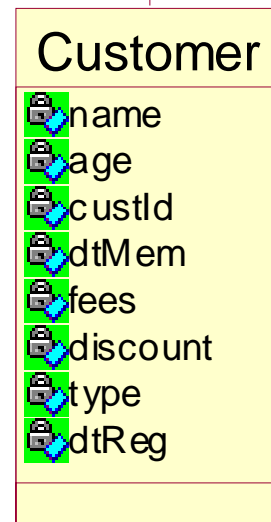 Customer
name
age
custId
dtMem
fees
discount
type
dtReg